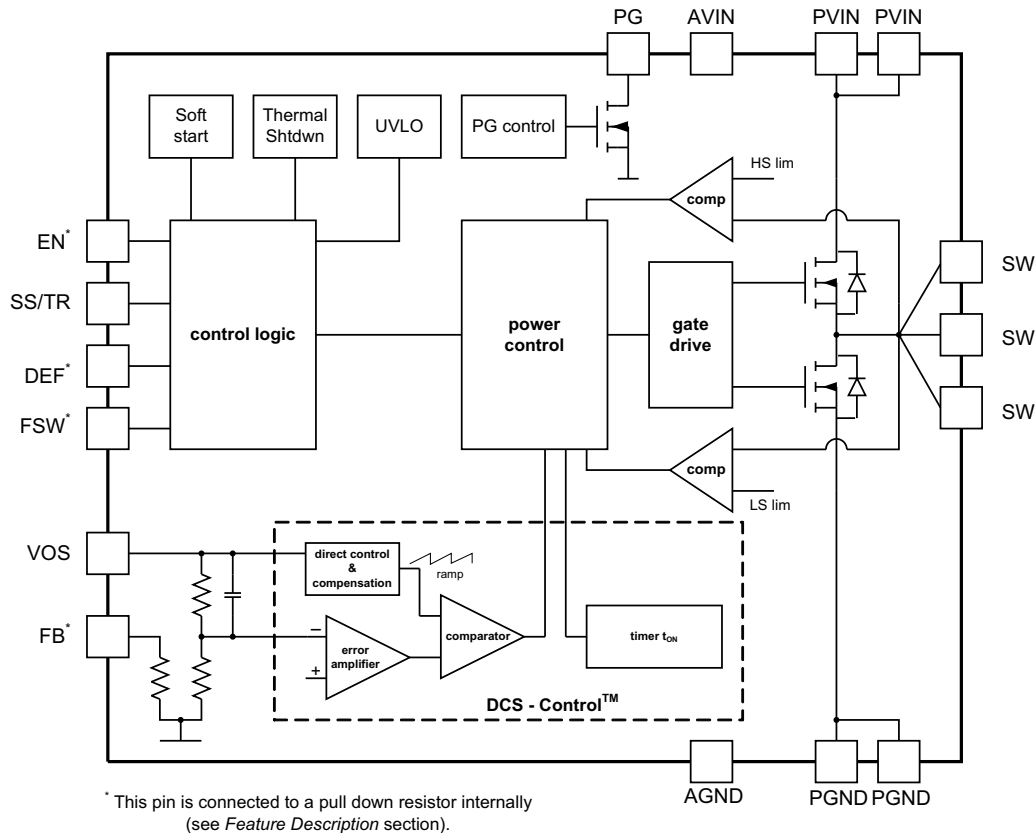 PG
AVIN
PVIN
PVIN
Soft
start
Thermal
Shtdwn
UVLO
PG control
HS lim
comp
EN*
SS/TR
DEF*
FSW*
control logic
power
control
gate
drive
SW
SW
SW
comp
LS lim
VOS
FB*
direct control
&
compensation
ramp
−
+
error
amplifier
comparator
timer tON
DCS - Control™
AGND
PGND
PGND
* This pin is connected to a pull down resistor internally
(see Feature Description section).